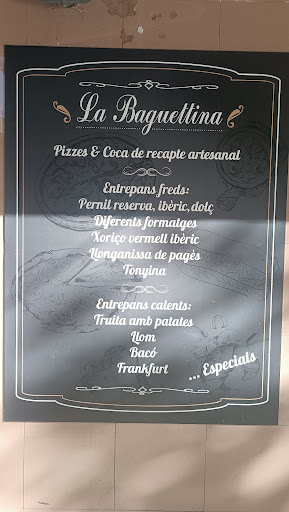 La Baguettina
Pizzes & Coca de recapte artesanal
Entrepans freds:
Pernil reserva, ibèric, dolç
Diferents formatges
Xoriço vermell ibèric
Llonganissa de pagès
Tonyina
Entrepans calents:
Truita amb patates
Llom
Bacó
Frankfurt
... Especials